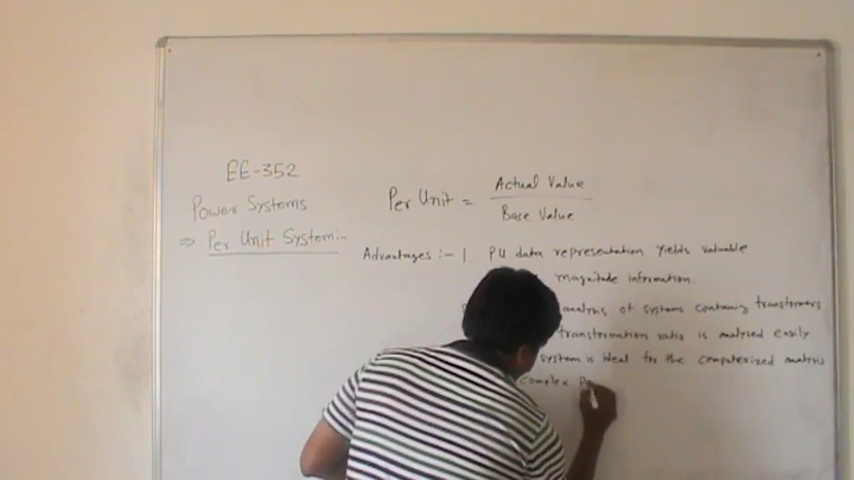 EE-352
Power Systems
⇒ Per Unit System:-
Per Unit = Actual Value
Base Value
Advantages :- 1. PU data representation yields valuable
magnitude information.
analysis of systems containing transformers
transformation ratio is analysed easily
system is ideal for the computerized analysis
complex